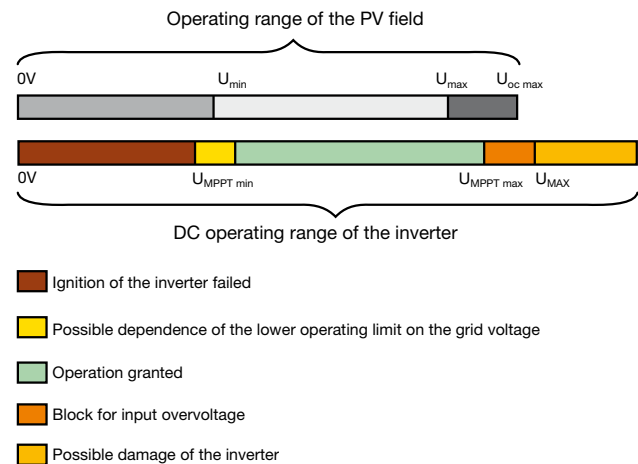 Operating range of the PV field
0V Umin Umax Uoc max
0V UMPPT min UMPPT max UMAX
DC operating range of the inverter
Ignition of the inverter failed
Possible dependence of the lower operating limit on the grid voltage
Operation granted
Block for input overvoltage
Possible damage of the inverter